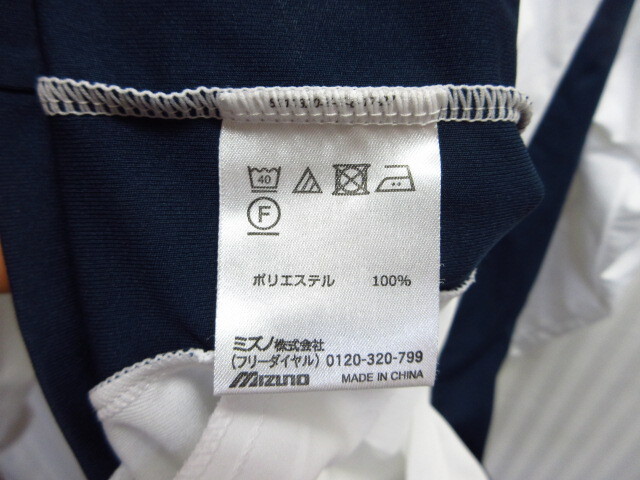 40
F
ポリエステル 100%
ミズノ株式会社
(フリーダイヤル) 0120-320-799
MIZUNO MADE IN CHINA